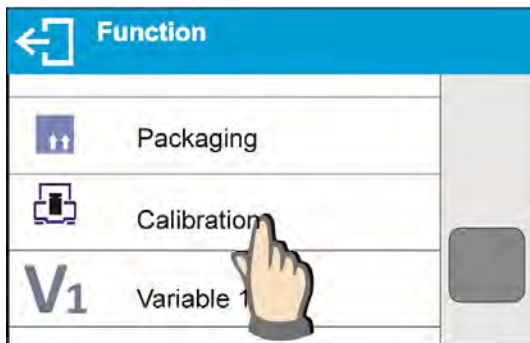 Function
Packaging
Calibration
V1
Variable 1